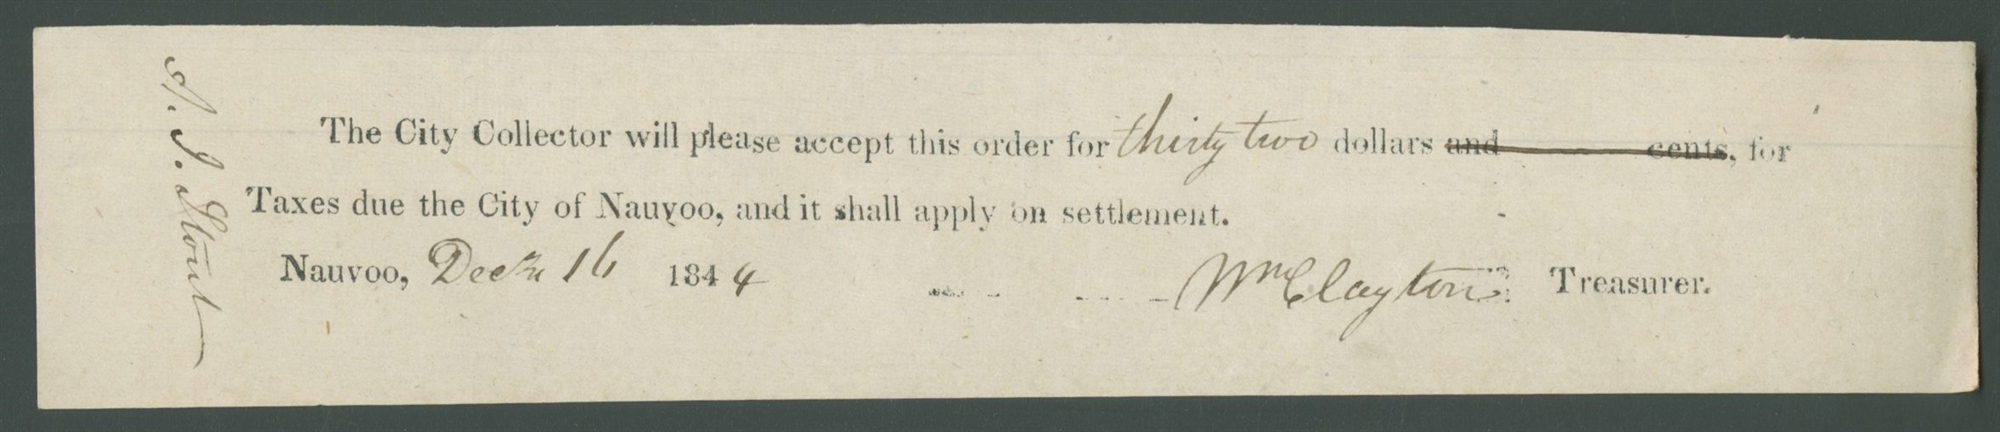 The City Collector will please accept this order for thirty two dollars and cents, for
Taxes due the City of Nauvoo, and it shall apply on settlement.
Nauvoo, Decr 16 1844 Wm Clayton Treasurer.
Stout